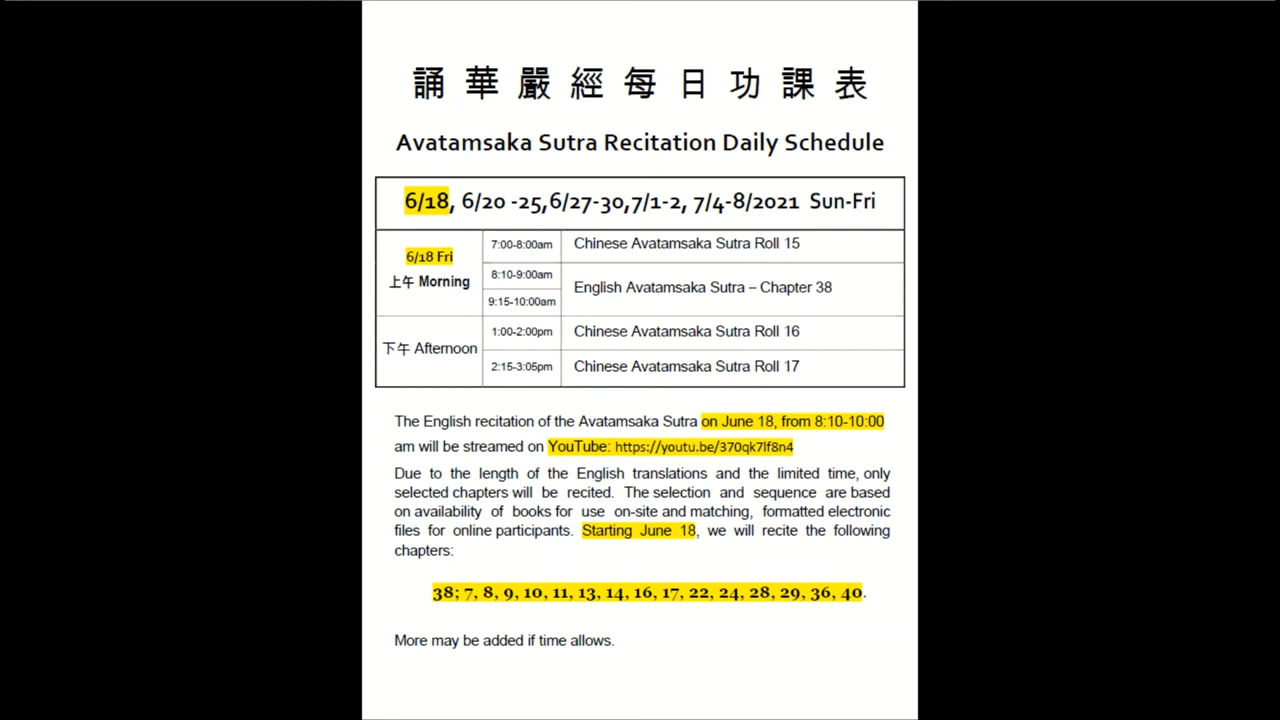 誦華嚴經每日功課表
Avatamsaka Sutra Recitation Daily Schedule
6/18, 6/20 -25,6/27-30,7/1-2, 7/4-8/2021 Sun-Fri
6/18 Fri
上午 Morning
7:00-8:00am Chinese Avatamsaka Sutra Roll 15
8:10-9:00am
9:15-10:00am
English Avatamsaka Sutra – Chapter 38
下午 Afternoon
1:00-2:00pm Chinese Avatamsaka Sutra Roll 16
2:15-3:05pm Chinese Avatamsaka Sutra Roll 17
The English recitation of the Avatamsaka Sutra on June 18, from 8:10-10:00
am will be streamed on YouTube: https://youtu.be/370qk7lf8n4
Due to the length of the English translations and the limited time, only
selected chapters will be recited. The selection and sequence are based
on availability of books for use on-site and matching, formatted electronic
files for online participants. Starting June 18, we will recite the following
chapters:
38; 7, 8, 9, 10, 11, 13, 14, 16, 17, 22, 24, 28, 29, 36, 40.
More may be added if time allows.